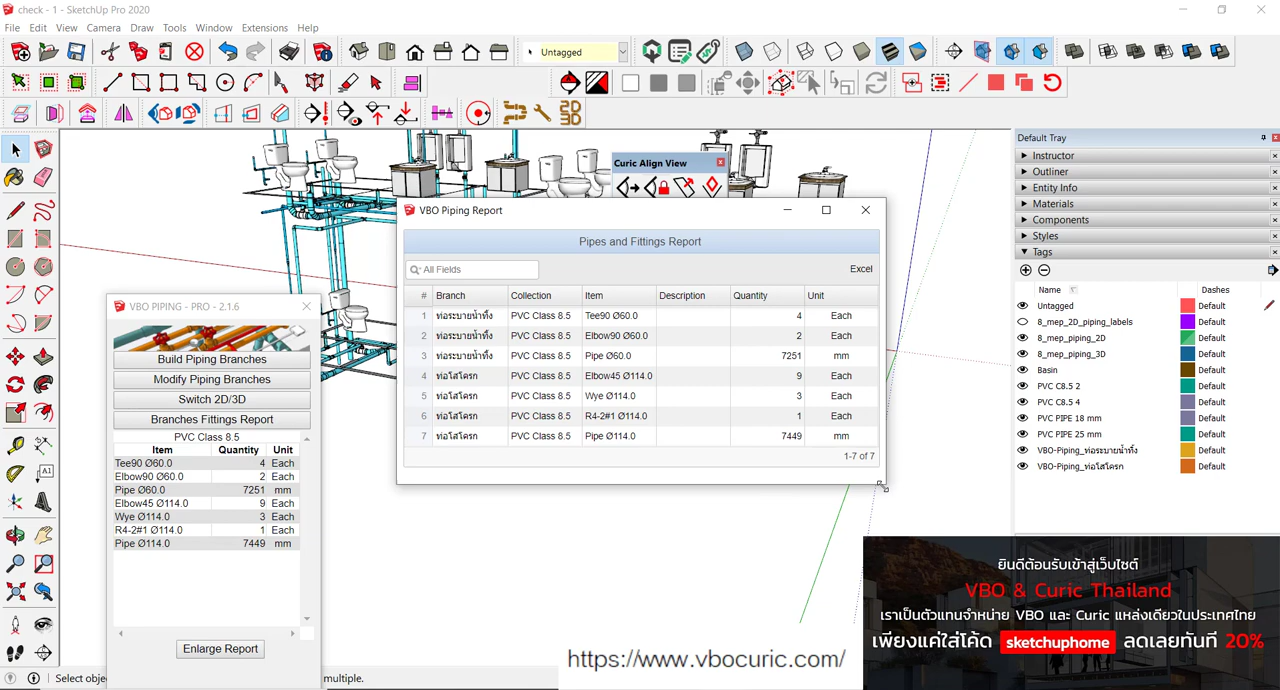 check - 1 - SketchUp Pro 2020
File Edit View Camera Draw Tools Window Extensions Help
Untagged
Curic Align View
VBO Piping Report
Pipes and Fittings Report
All Fields Excel
# Branch Collection Item Description Quantity Unit
1 ท่อระบายน้ำทิ้ง PVC Class 8.5 Tee90 Ø60.0 4 Each
2 ท่อระบายน้ำทิ้ง PVC Class 8.5 Elbow90 Ø60.0 2 Each
3 ท่อระบายน้ำทิ้ง PVC Class 8.5 Pipe Ø60.0 7251 mm
4 ท่อโสโครก PVC Class 8.5 Elbow45 Ø114.0 9 Each
5 ท่อโสโครก PVC Class 8.5 Wye Ø114.0 3 Each
6 ท่อโสโครก PVC Class 8.5 R4-2#1 Ø114.0 1 Each
7 ท่อโสโครก PVC Class 8.5 Pipe Ø114.0 7449 mm
1-7 of 7
VBO PIPING - PRO - 2.1.6
Build Piping Branches
Modify Piping Branches
Switch 2D/3D
Branches Fittings Report
PVC Class 8.5
Item Quantity Unit
Tee90 Ø60.0 4 Each
Elbow90 Ø60.0 2 Each
Pipe Ø60.0 7251 mm
Elbow45 Ø114.0 9 Each
Wye Ø114.0 3 Each
R4-2#1 Ø114.0 1 Each
Pipe Ø114.0 7449 mm
Enlarge Report
Default Tray
Instructor
Outliner
Entity Info
Materials
Components
Styles
Tags
Name Dashes
Untagged Default
8_mep_2D_piping_labels Default
8_mep_piping_2D Default
8_mep_piping_3D Default
Basin Default
PVC C8.5 2 Default
PVC C8.5 4 Default
PVC PIPE 18 mm Default
PVC PIPE 25 mm Default
VBO-Piping_ท่อระบายน้ำทิ้ง Default
VBO-Piping_ท่อโสโครก Default
A1
2D
3D
Select objec
multiple.
https://www.vbocuric.com/
ยินดีต้อนรับเข้าสู่เว็บไซต์
VBO & Curic Thailand
เราเป็นตัวแทนจำหน่าย VBO และ Curic แหล่งเดียวในประเทศไทย
เพียงแค่ใส่โค้ด sketchuphome ลดเลยทันที 20%